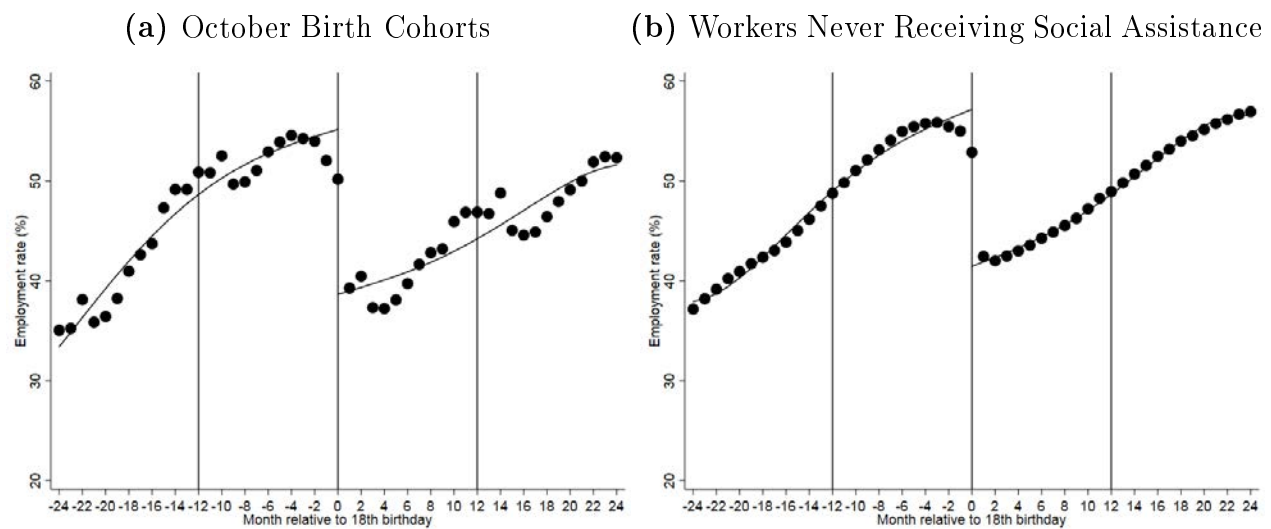 (a) October Birth Cohorts
Employment rate (%)
60
50
40
30
20
-24 -22 -20 -18 -16 -14 -12 -10 -8 -6 -4 -2 0 2 4 6 8 10 12 14 16 18 20 22 24
Month relative to 18th birthday
(b) Workers Never Receiving Social Assistance
Employment rate (%)
60
50
40
30
20
-24 -22 -20 -18 -16 -14 -12 -10 -8 -6 -4 -2 0 2 4 6 8 10 12 14 16 18 20 22 24
Month relative to 18th birthday